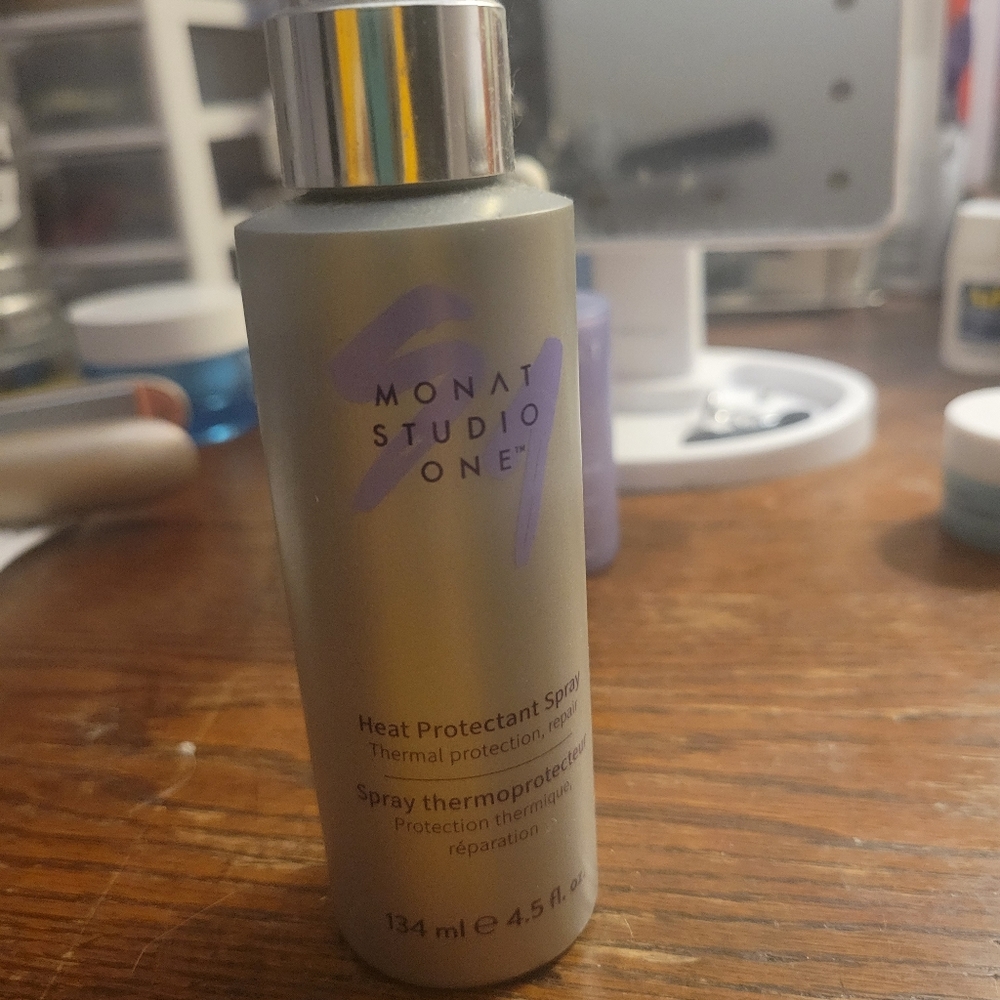 MONAT
STUDIO
ONE™
Heat Protectant Spray
Thermal protection, repair
Spray thermoprotecteur
Protection thermique,
réparation
134 ml ℮ 4.5 fl. oz.